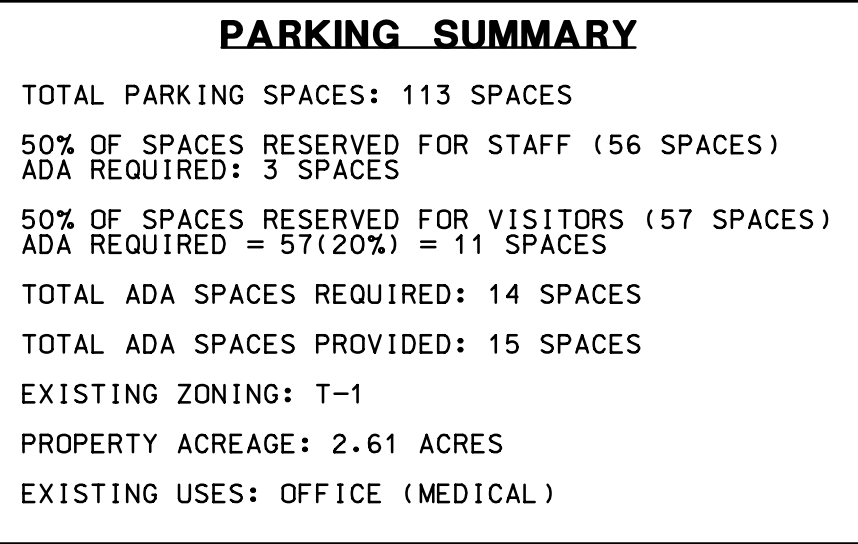 PARKING SUMMARY
TOTAL PARKING SPACES: 113 SPACES
50% OF SPACES RESERVED FOR STAFF (56 SPACES)
ADA REQUIRED: 3 SPACES
50% OF SPACES RESERVED FOR VISITORS (57 SPACES)
ADA REQUIRED = 57(20%) = 11 SPACES
TOTAL ADA SPACES REQUIRED: 14 SPACES
TOTAL ADA SPACES PROVIDED: 15 SPACES
EXISTING ZONING: T-1
PROPERTY ACREAGE: 2.61 ACRES
EXISTING USES: OFFICE (MEDICAL)